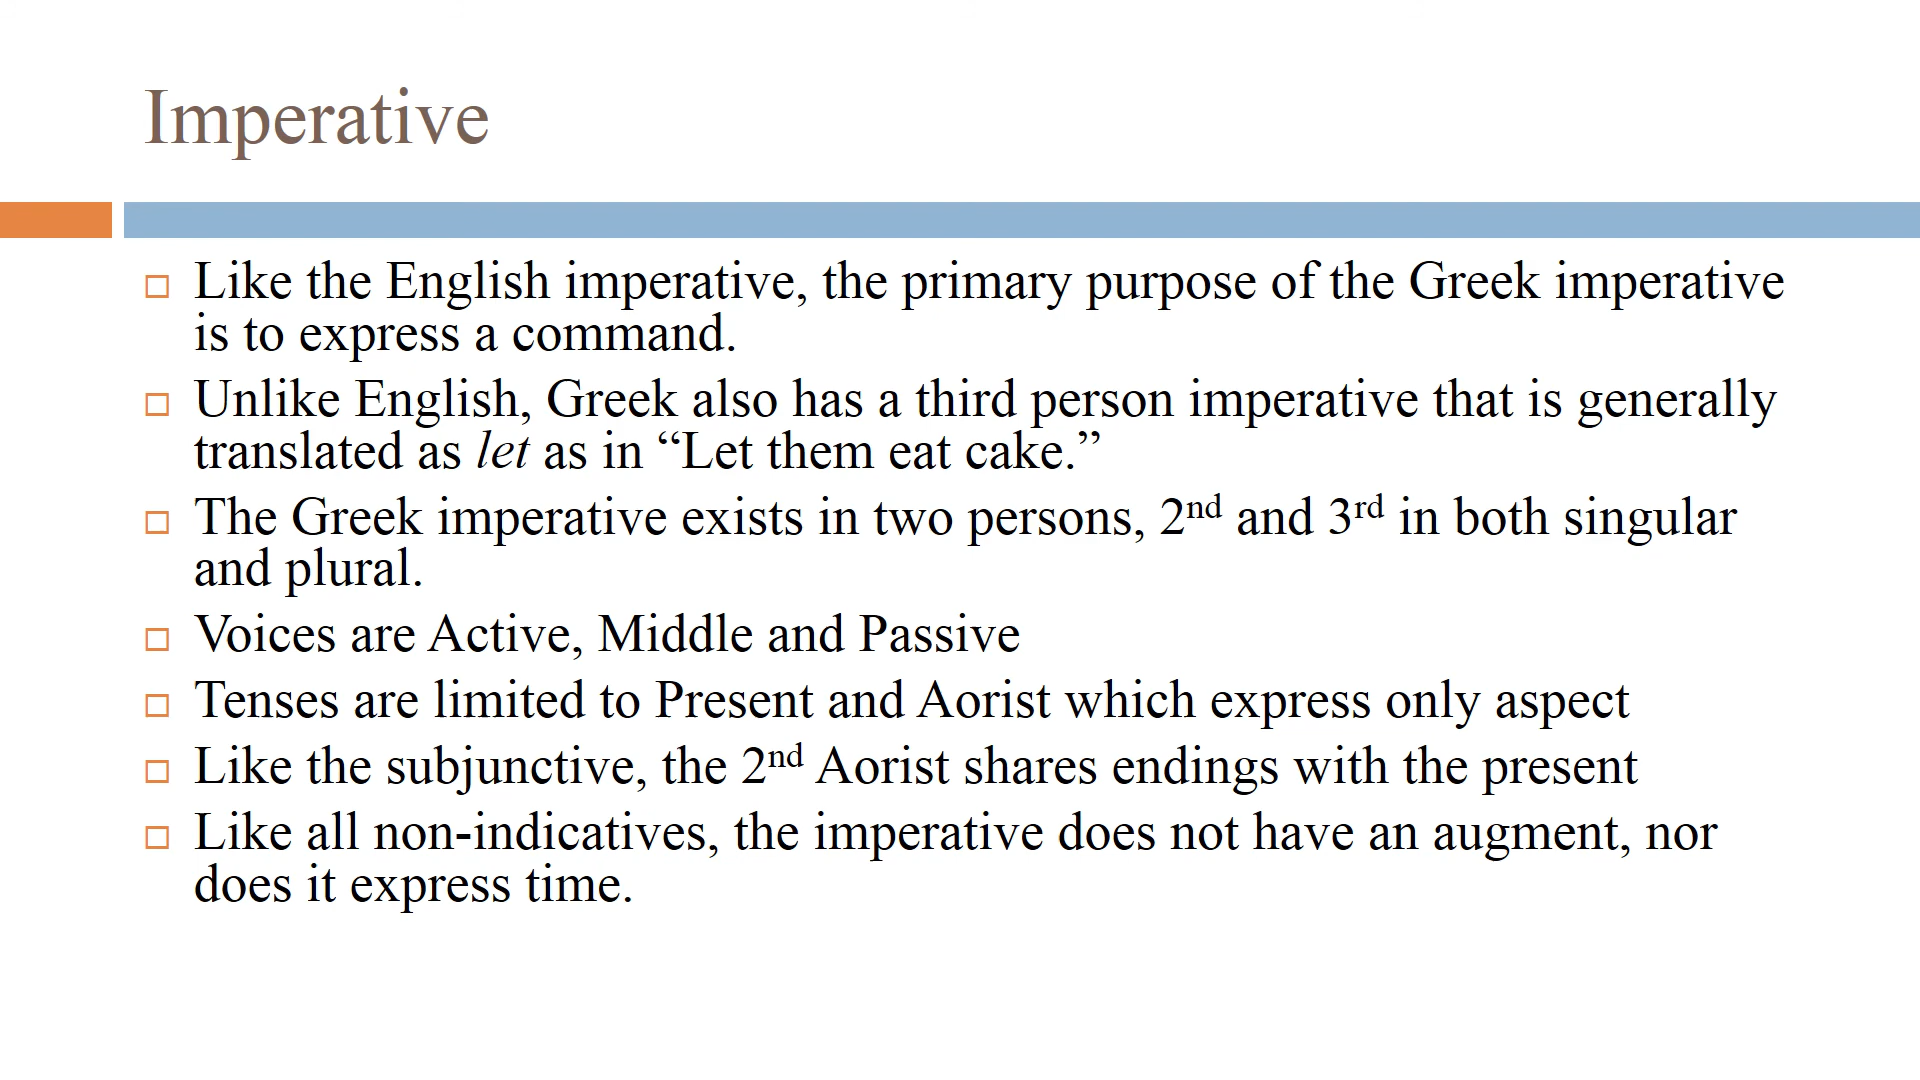 Imperative
Like the English imperative, the primary purpose of the Greek imperative
is to express a command.
Unlike English, Greek also has a third person imperative that is generally
translated as let as in “Let them eat cake.”
The Greek imperative exists in two persons, 2nd and 3rd in both singular
and plural.
Voices are Active, Middle and Passive
Tenses are limited to Present and Aorist which express only aspect
Like the subjunctive, the 2nd Aorist shares endings with the present
Like all non-indicatives, the imperative does not have an augment, nor
does it express time.